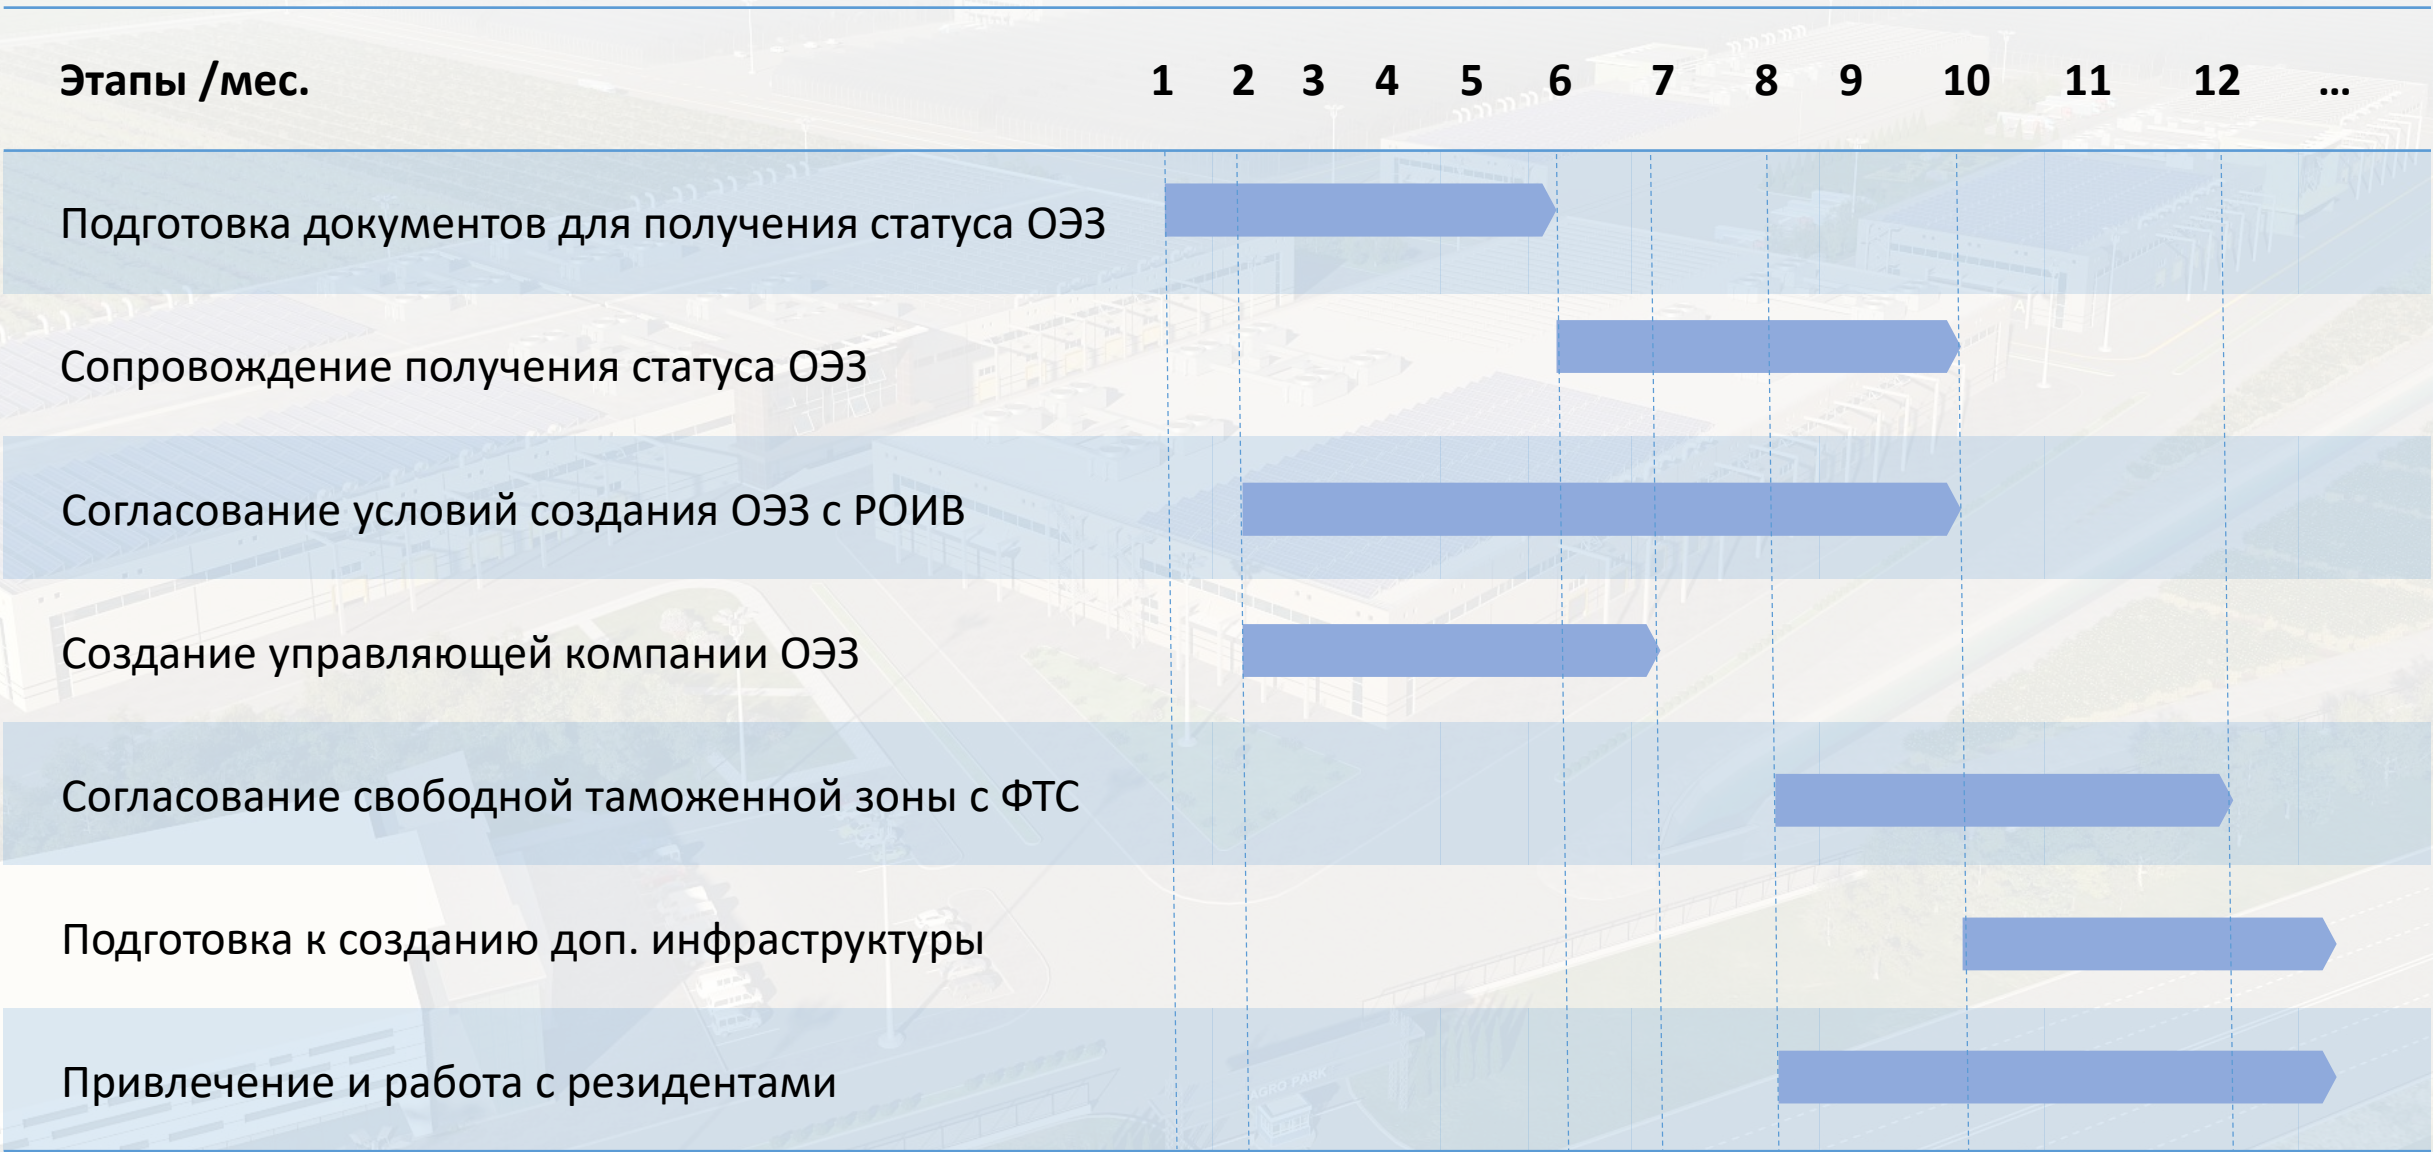 Этапы /мес. 1 2 3 4 5 6 7 8 9 10 11 12 ...
Подготовка документов для получения статуса ОЭЗ
Сопровождение получения статуса ОЭЗ
Согласование условий создания ОЭЗ с РОИВ
Создание управляющей компании ОЭЗ
Согласование свободной таможенной зоны с ФТС
Подготовка к созданию доп. инфраструктуры
Привлечение и работа с резидентами